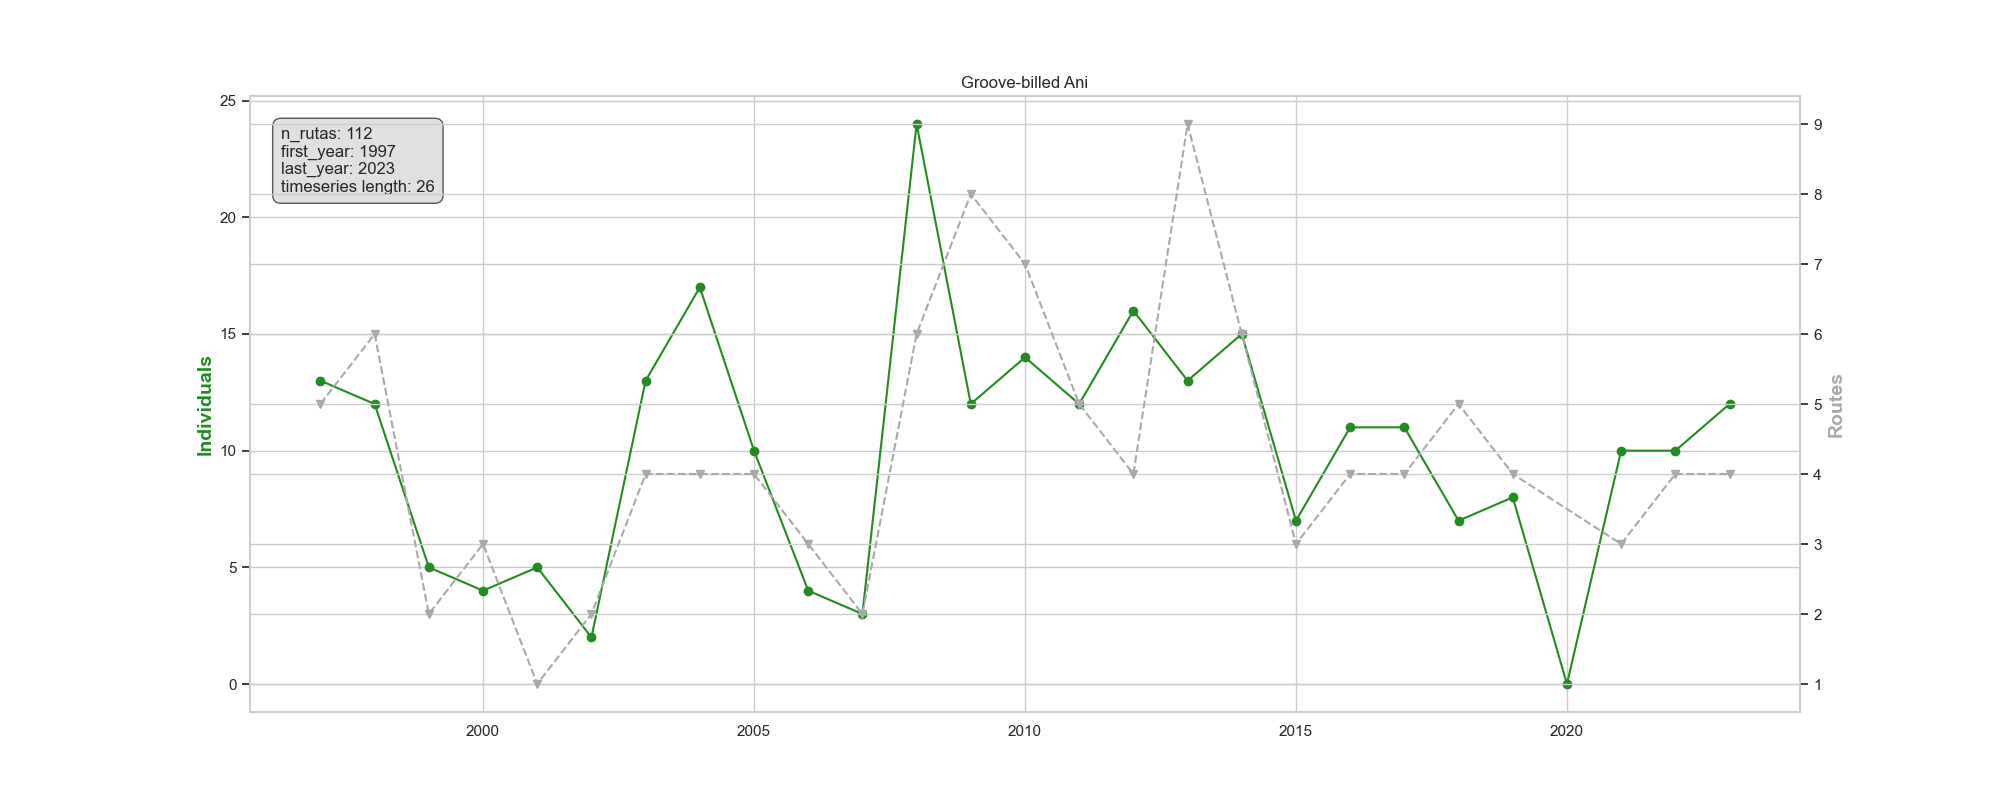 Groove-billed Ani
n_rutas: 112
first_year: 1997
last_year: 2023
timeseries length: 26
Individuals
25
20
15
10
5
0
9
8
7
6
5
4
3
2
1
Routes
2000 2005 2010 2015 2020